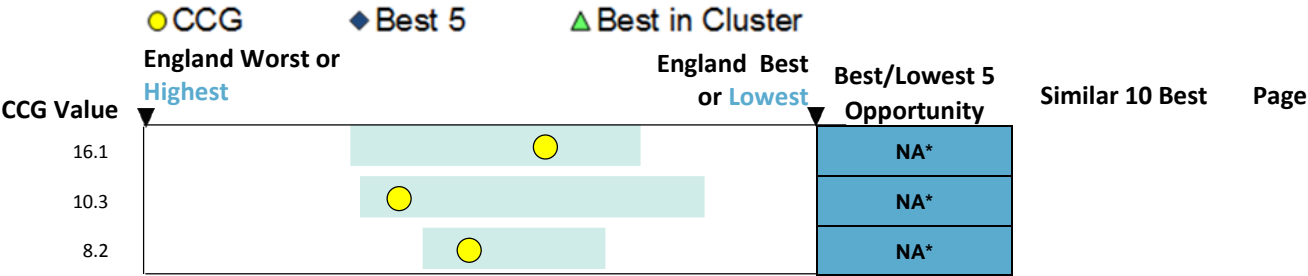 CCG Best 5 Best in Cluster
England Worst or
Highest
England Best
or Lowest
CCG Value
Best/Lowest 5
Opportunity
Similar 10 Best
Page
16.1 NA*
10.3 NA*
8.2 NA*